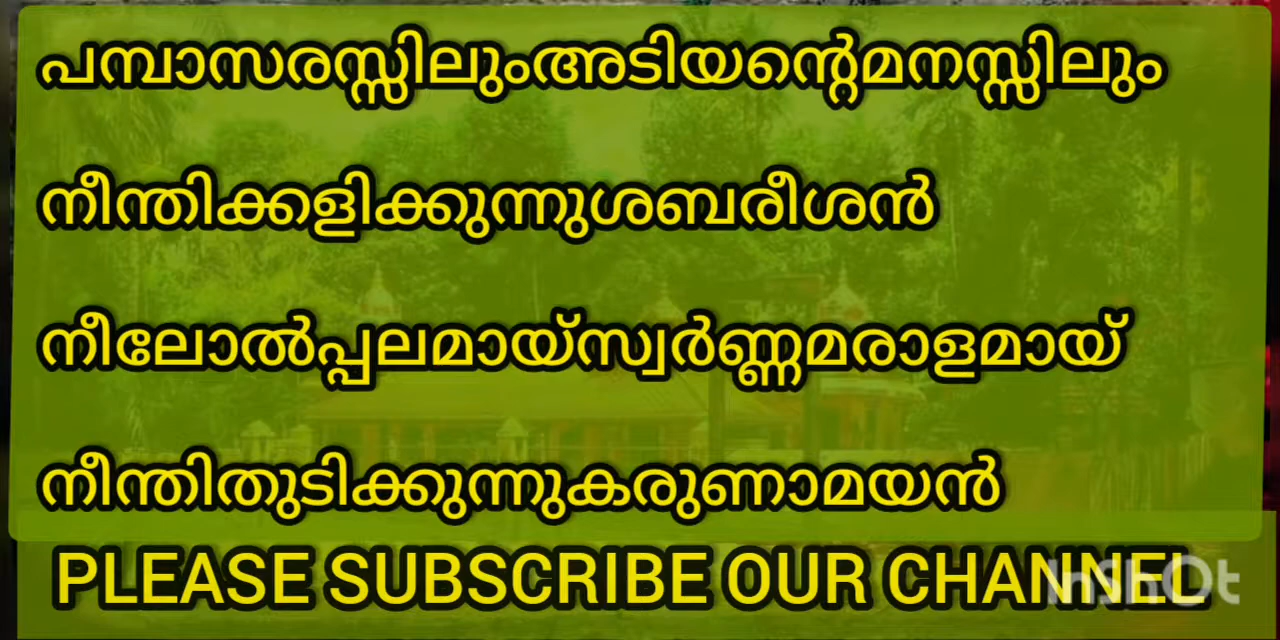 പമ്പാസരസ്സിലുംഅടിയന്റെമനസ്സിലും
നീന്തിക്കളിക്കുന്നുശബരീശൻ
നീലോൽപ്പലമായ്സ്വർണ്ണമരാളമായ്
നീന്തിതുടിക്കുന്നുകരുണാമയൻ
PLEASE SUBSCRIBE OUR CHANNEL
InShOt